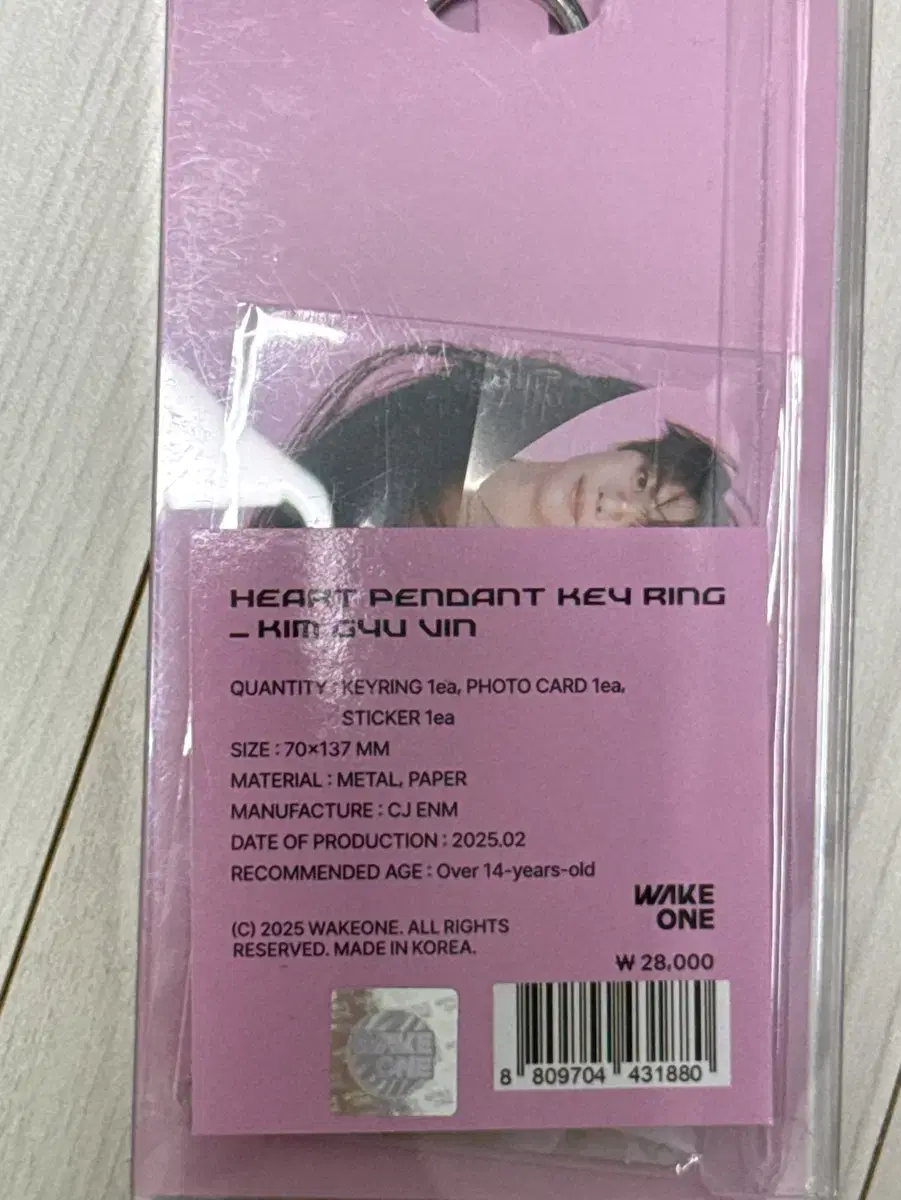 HEART PENDANT KEY RING
_ KIM GYU VIN
QUANTITY : KEYRING 1ea, PHOTO CARD 1ea,
STICKER 1ea
SIZE : 70×137 MM
MATERIAL : METAL, PAPER
MANUFACTURE : CJ ENM
DATE OF PRODUCTION : 2025.02
RECOMMENDED AGE : Over 14-years-old
WAKE
ONE
(C) 2025 WAKEONE. ALL RIGHTS
RESERVED. MADE IN KOREA.
₩ 28,000
WAKE
ONE
8 809704 431880